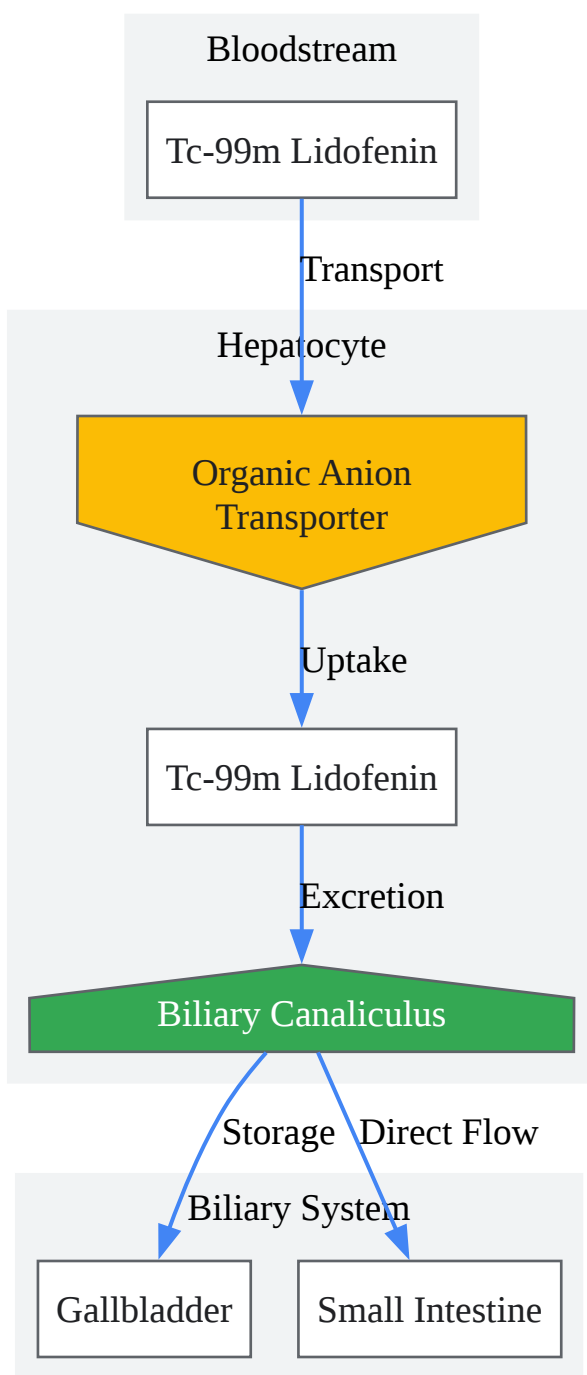 Bloodstream
Tc-99m Lidofenin
Transport
Hepatocyte
Organic Anion
Transporter
Uptake
Tc-99m Lidofenin
Excretion
Biliary Canaliculus
Storage
Direct Flow
Biliary System
Gallbladder
Small Intestine